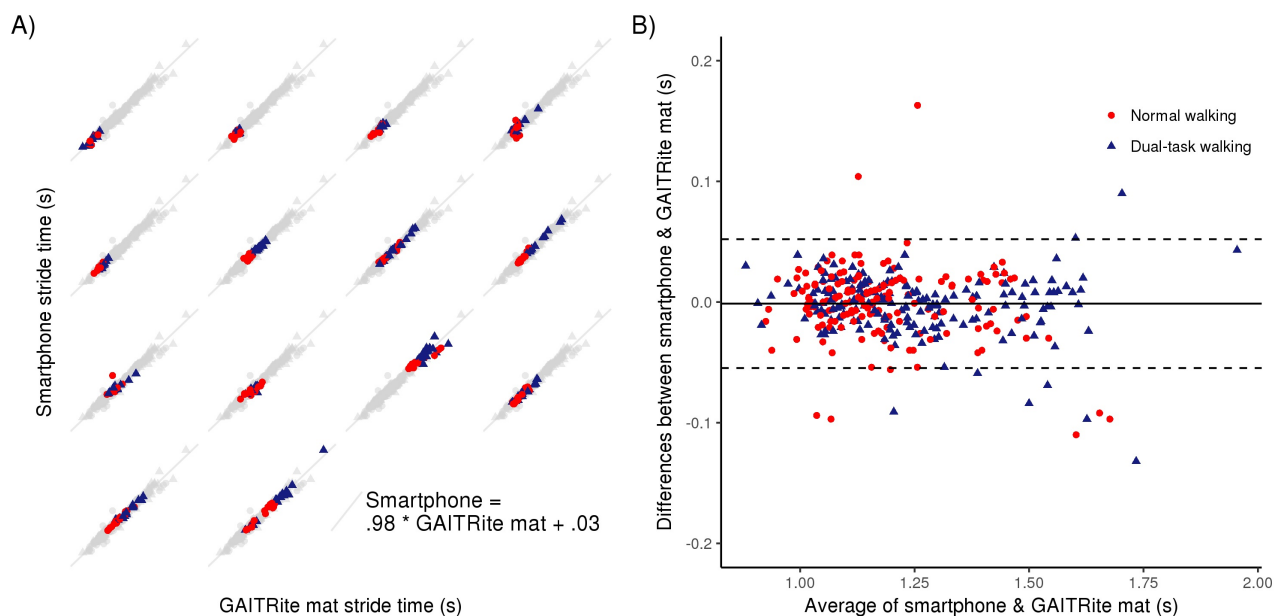 A)
Smartphone stride time (s)
Smartphone =
.98 * GAITRite mat + .03
GAITRite mat stride time (s)
B)
Differences between smartphone & GAITRite mat (s)
0.2
0.1
0.0
-0.1
-0.2
Normal walking
Dual-task walking
1.00
1.25
1.50
1.75
2.00
Average of smartphone & GAITRite mat (s)